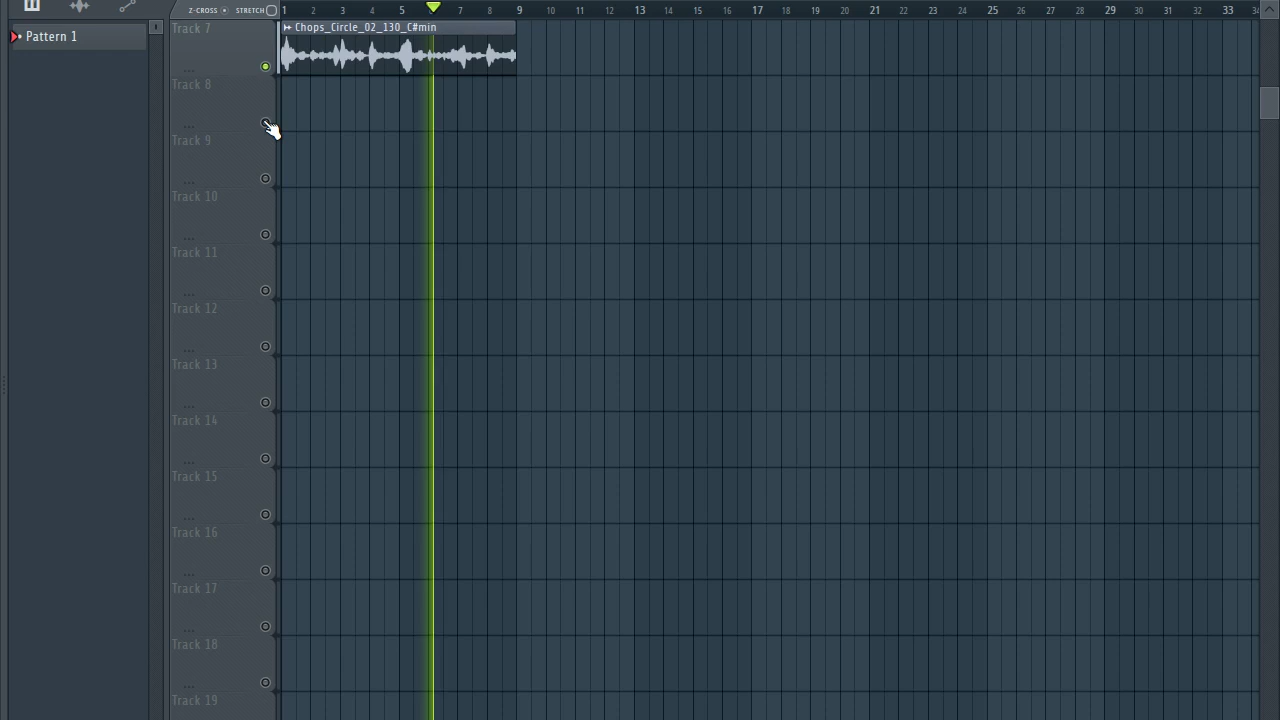 Z-CROSS STRETCH 1 2 3 4 5 6 7 8 9 10 11 12 13 14 15 16 17 18 19 20 21 22 23 24 25 26 27 28 29 30 31 32 33 34
Pattern 1
Track 7
Chops_Circle_02_130_C#min
Track 8
Track 9
Track 10
Track 11
Track 12
Track 13
Track 14
Track 15
Track 16
Track 17
Track 18
Track 19